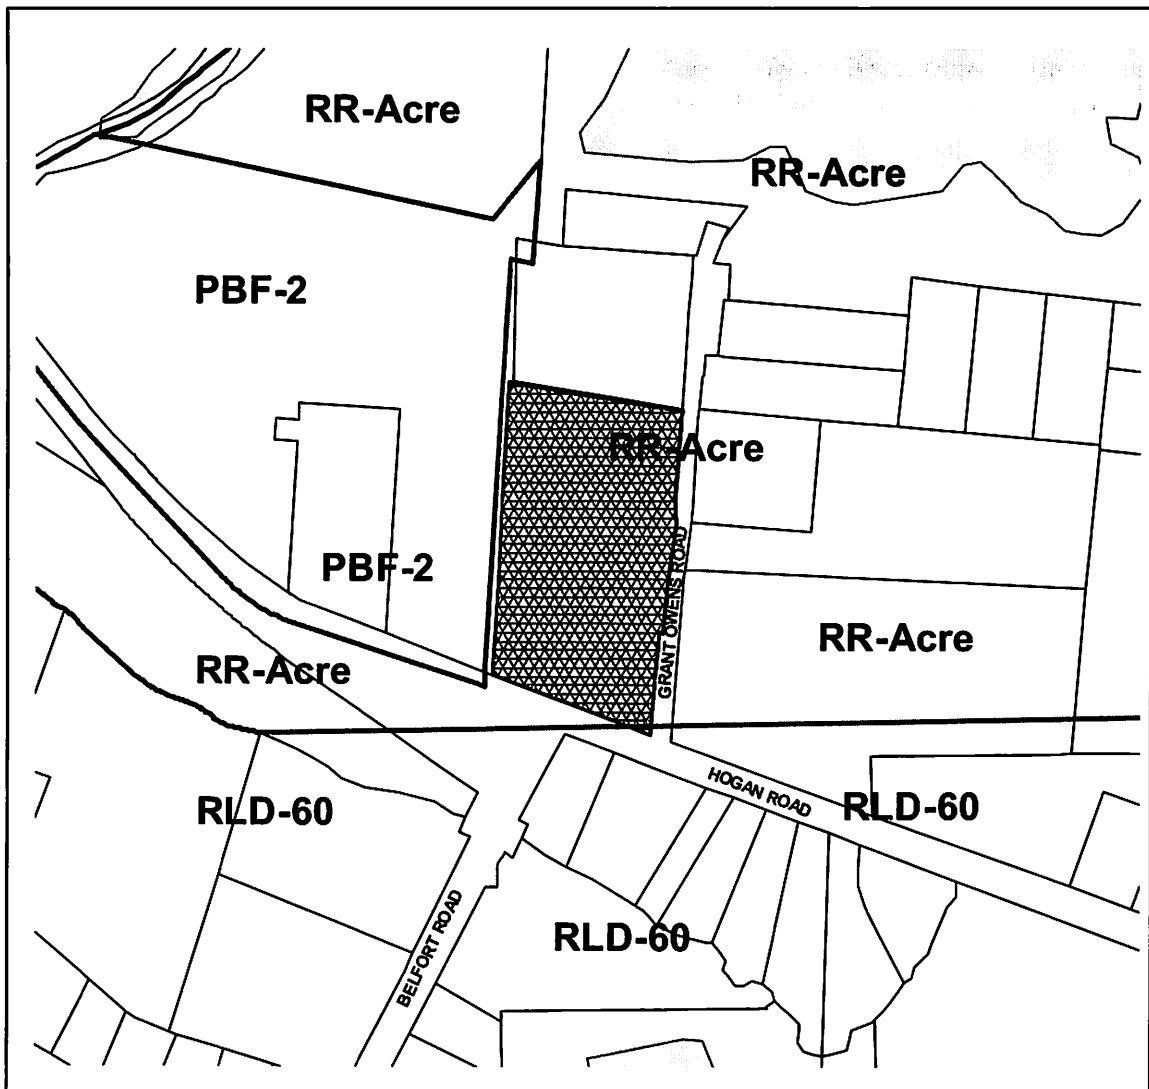 RR-Acre
RR-Acre
PBF-2
RR-Acre
PBF-2
GRANT OWENS ROAD
RR-Acre
RR-Acre
HOGAN ROAD
RLD-60
RLD-60
BELFORT ROAD
RLD-60